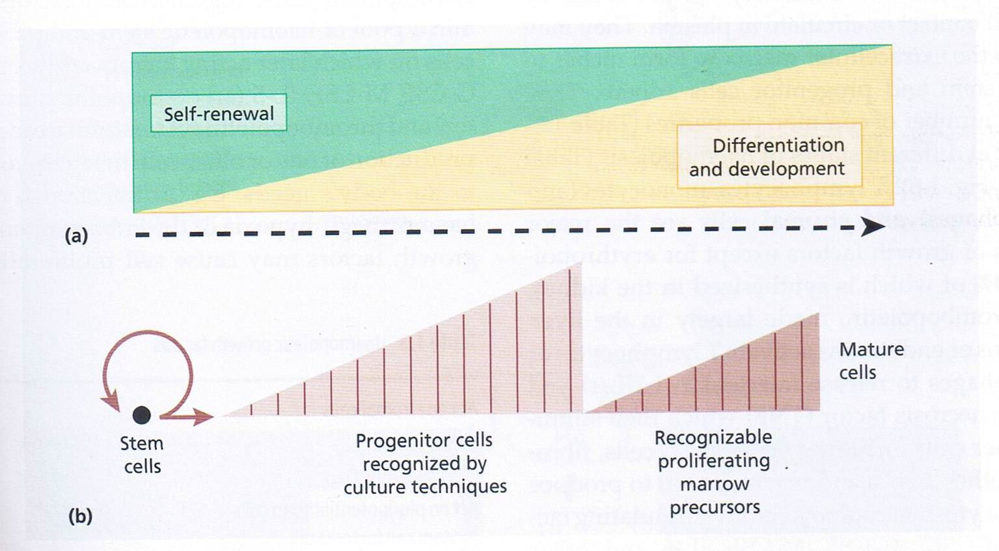 Self-renewal
Differentiation
and development
(a)
Mature
cells
Stem
cells
Progenitor cells
recognized by
culture techniques
Recognizable
proliferating
marrow
precursors
(b)